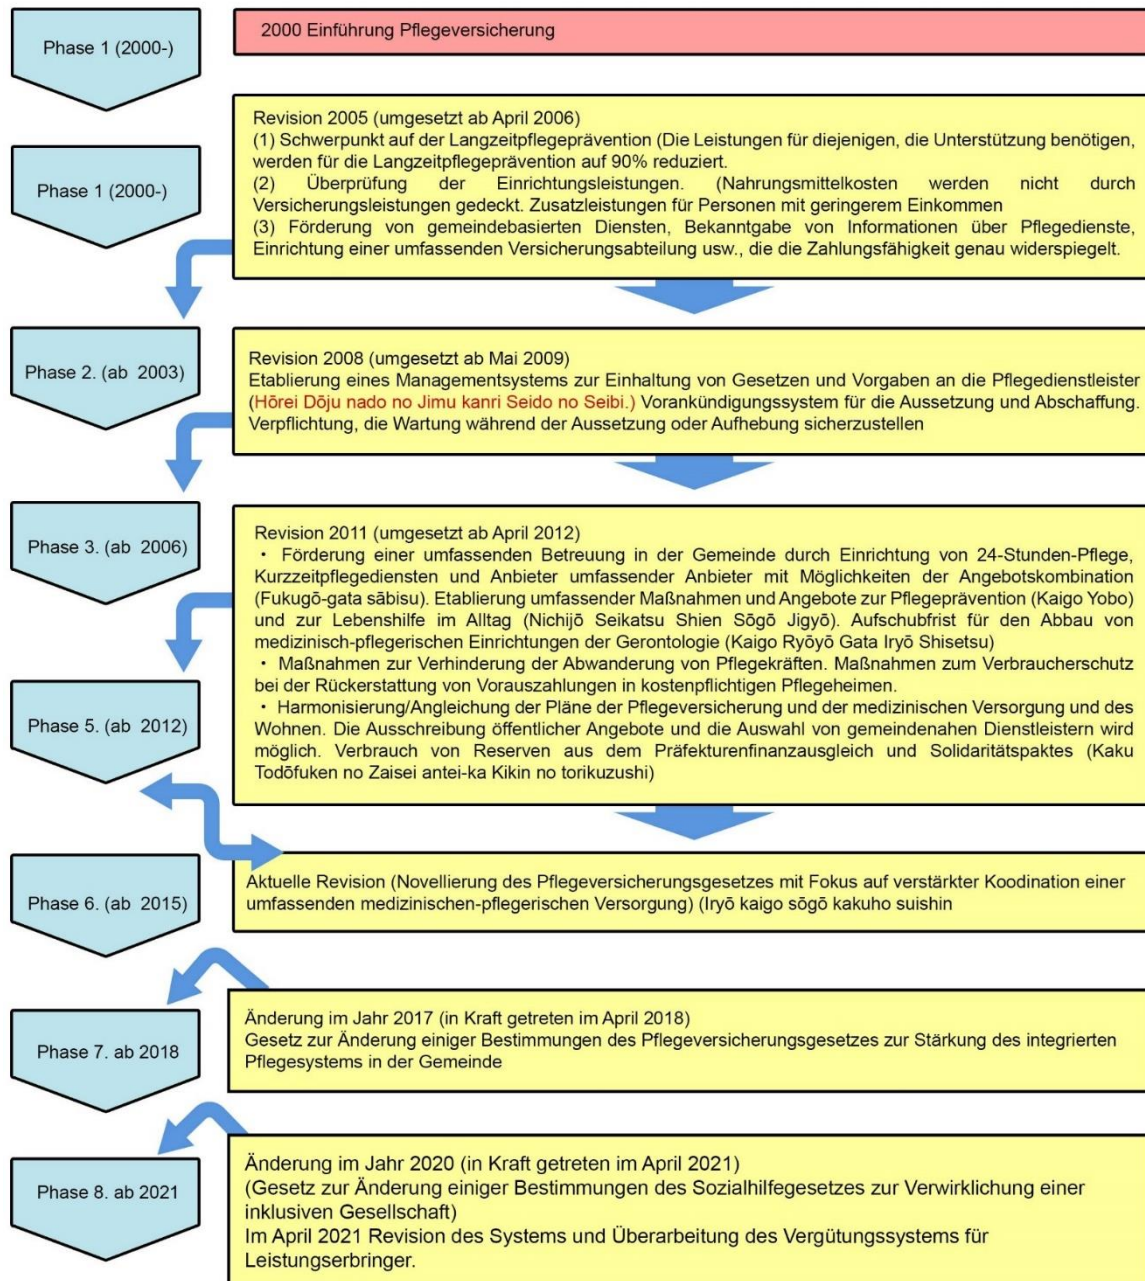 Phase 1 (2000-)
2000 Einführung Pflegeversicherung
Phase 1 (2000-)
Revision 2005 (umgesetzt ab April 2006)
(1) Schwerpunkt auf der Langzeitpflegeprävention (Die Leistungen für diejenigen, die Unterstützung benötigen,
werden für die Langzeitpflegeprävention auf 90% reduziert.
(2) Überprüfung der Einrichtungsleistungen. (Nahrungsmittelkosten werden nicht durch
Versicherungsleistungen gedeckt. Zusatzleistungen für Personen mit geringerem Einkommen
(3) Förderung von gemeindebasierten Diensten, Bekanntgabe von Informationen über Pflegedienste,
Einrichtung einer umfassenden Versicherungsabteilung usw., die die Zahlungsfähigkeit genau widerspiegelt.
Phase 2. (ab 2003)
Revision 2008 (umgesetzt ab Mai 2009)
Etablierung eines Managementsystems zur Einhaltung von Gesetzen und Vorgaben an die Pflegedienstleister
(Hōrei Dōju nado no Jimu kanri Seido no Seibi.) Vorankündigungssystem für die Aussetzung und Abschaffung.
Verpflichtung, die Wartung während der Aussetzung oder Aufhebung sicherzustellen
Phase 3. (ab 2006)
Revision 2011 (umgesetzt ab April 2012)
・ Förderung einer umfassenden Betreuung in der Gemeinde durch Einrichtung von 24-Stunden-Pflege,
Kurzzeitpflegediensten und Anbieter umfassender Anbieter mit Möglichkeiten der Angebotskombination
(Fukugō-gata sābisu). Etablierung umfassender Maßnahmen und Angebote zur Pflegeprävention (Kaigo Yobo)
und zur Lebenshilfe im Alltag (Nichijō Seikatsu Shien Sōgō Jigyō). Aufschubfrist für den Abbau von
medizinisch-pflegerischen Einrichtungen der Gerontologie (Kaigo Ryōyō Gata Iryō Shisetsu)
・ Maßnahmen zur Verhinderung der Abwanderung von Pflegekräften. Maßnahmen zum Verbraucherschutz
bei der Rückerstattung von Vorauszahlungen in kostenpflichtigen Pflegeheimen.
・ Harmonisierung/Angleichung der Pläne der Pflegeversicherung und der medizinischen Versorgung und des
Wohnen. Die Ausschreibung öffentlicher Angebote und die Auswahl von gemeindenahen Dienstleistern wird
möglich. Verbrauch von Reserven aus dem Präfekturenfinanzausgleich und Solidaritätspaktes (Kaku
Todōfuken no Zaisei antei-ka Kikin no torikuzushi)
Phase 5. (ab 2012)
Phase 6. (ab 2015)
Aktuelle Revision (Novellierung des Pflegeversicherungsgesetzes mit Fokus auf verstärkter Koodination einer
umfassenden medizinischen-pflegerischen Versorgung) (Iryō kaigo sōgō kakuho suishin
Phase 7. ab 2018
Änderung im Jahr 2017 (in Kraft getreten im April 2018)
Gesetz zur Änderung einiger Bestimmungen des Pflegeversicherungsgesetzes zur Stärkung des integrierten
Pflegesystems in der Gemeinde
Phase 8. ab 2021
Änderung im Jahr 2020 (in Kraft getreten im April 2021)
(Gesetz zur Änderung einiger Bestimmungen des Sozialhilfegesetzes zur Verwirklichung einer
inklusiven Gesellschaft)
Im April 2021 Revision des Systems und Überarbeitung des Vergütungssystems für
Leistungserbringer.